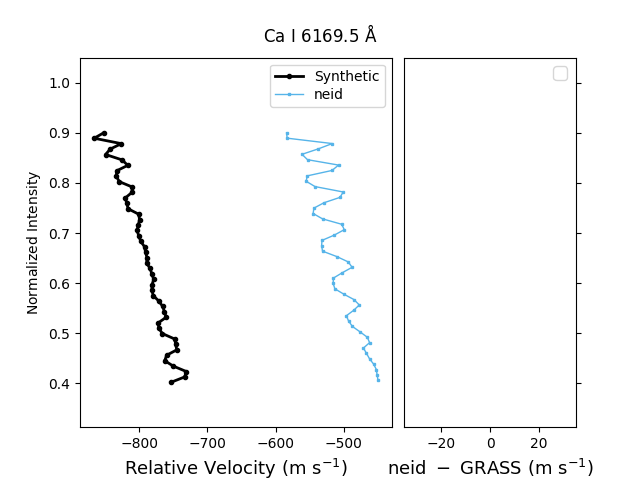 Ca I 6169.5 Å
Synthetic
neid
Normalized Intensity
1.0
0.9
0.8
0.7
0.6
0.5
0.4
−800 −700 −600 −500
−20 0 20
Relative Velocity (m s⁻¹)
neid − GRASS (m s⁻¹)